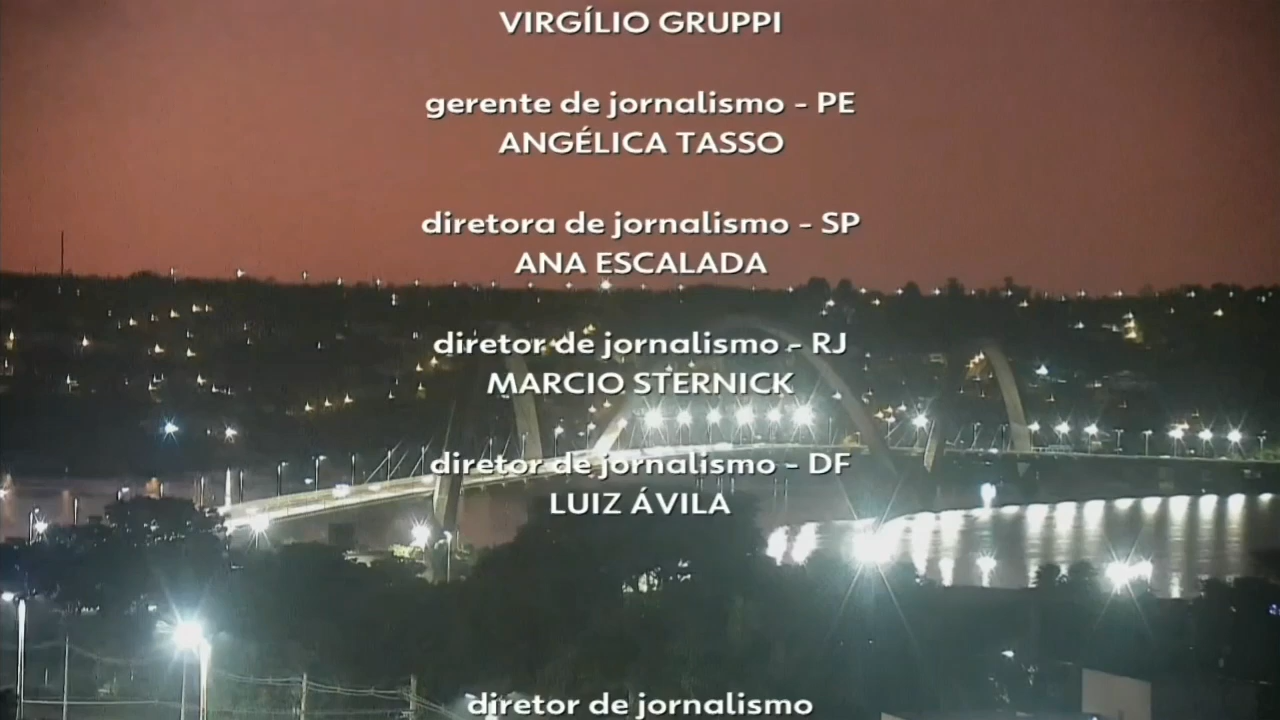 VIRGÍLIO GRUPPI
gerente de jornalismo - PE
ANGÉLICA TASSO
diretora de jornalismo - SP
ANA ESCALADA
diretor de jornalismo - RJ
MARCIO STERNICK
diretor de jornalismo - DF
LUIZ ÁVILA
diretor de jornalismo